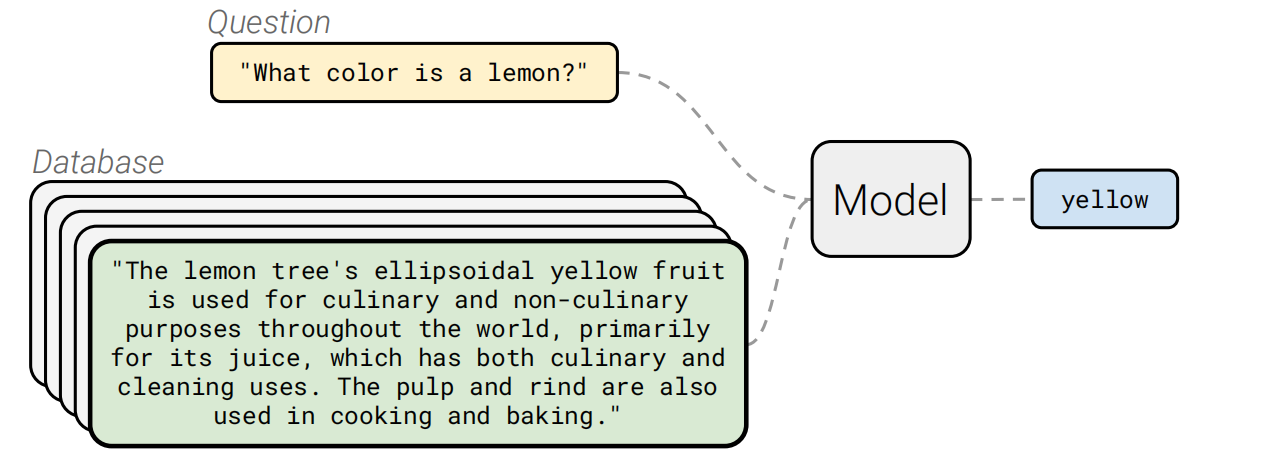 Question
"What color is a lemon?"
Database
"The lemon tree's ellipsoidal yellow fruit
is used for culinary and non-culinary
purposes throughout the world, primarily
for its juice, which has both culinary and
cleaning uses. The pulp and rind are also
used in cooking and baking."
Model
yellow